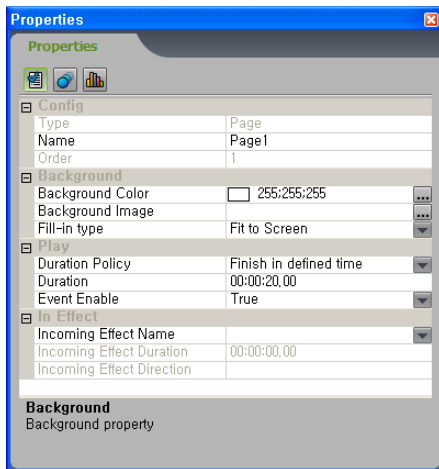 Properties
Properties
Config
Type Page
Name Page1
Order 1
Background
Background Color 255;255;255 ...
Background Image ...
Fill-in type Fit to Screen
Play
Duration Policy Finish in defined time
Duration 00:00:20,00
Event Enable True
In Effect
Incoming Effect Name
Incoming Effect Duration 00:00:00,00
Incoming Effect Direction
Background
Background property